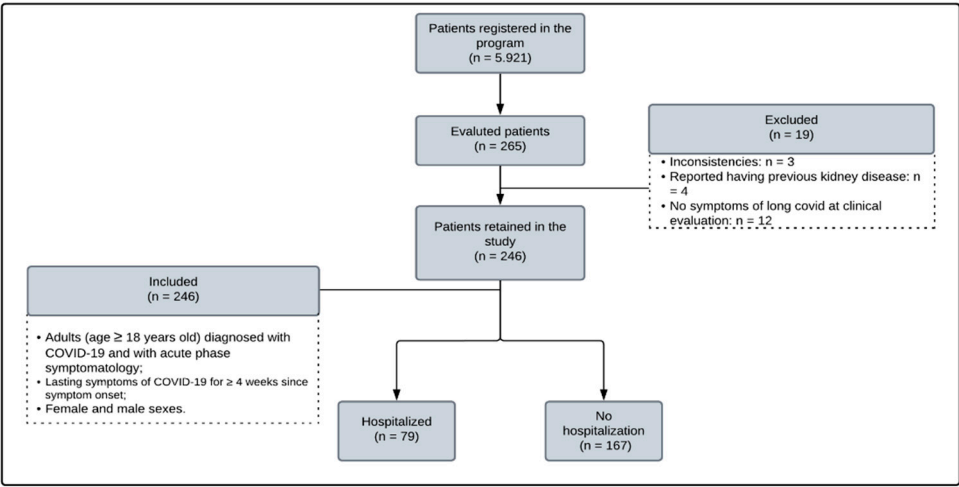 Patients registered in the
program
(n = 5.921)
Evaluted patients
(n = 265)
Excluded
(n = 19)
• Inconsistencies: n = 3
• Reported having previous kidney disease: n
= 4
• No symptoms of long covid at clinical
evaluation: n = 12
Patients retained in the
study
(n = 246)
Included
(n = 246)
• Adults (age ≥ 18 years old) diagnosed with
COVID-19 and with acute phase
symptomatology;
• Lasting symptoms of COVID-19 for ≥ 4 weeks since
symptom onset;
• Female and male sexes.
Hospitalized
(n = 79)
No
hospitalization
(n = 167)